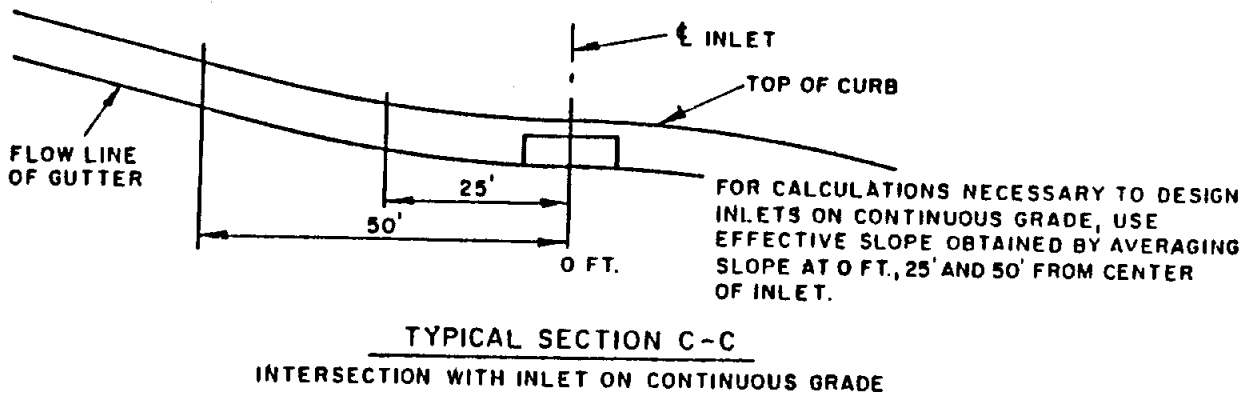 ℄ INLET
TOP OF CURB
FLOW LINE
OF GUTTER
25'
50'
0 FT.
FOR CALCULATIONS NECESSARY TO DESIGN
INLETS ON CONTINUOUS GRADE, USE
EFFECTIVE SLOPE OBTAINED BY AVERAGING
SLOPE AT 0 FT., 25' AND 50' FROM CENTER
OF INLET.
TYPICAL SECTION C~C
INTERSECTION WITH INLET ON CONTINUOUS GRADE